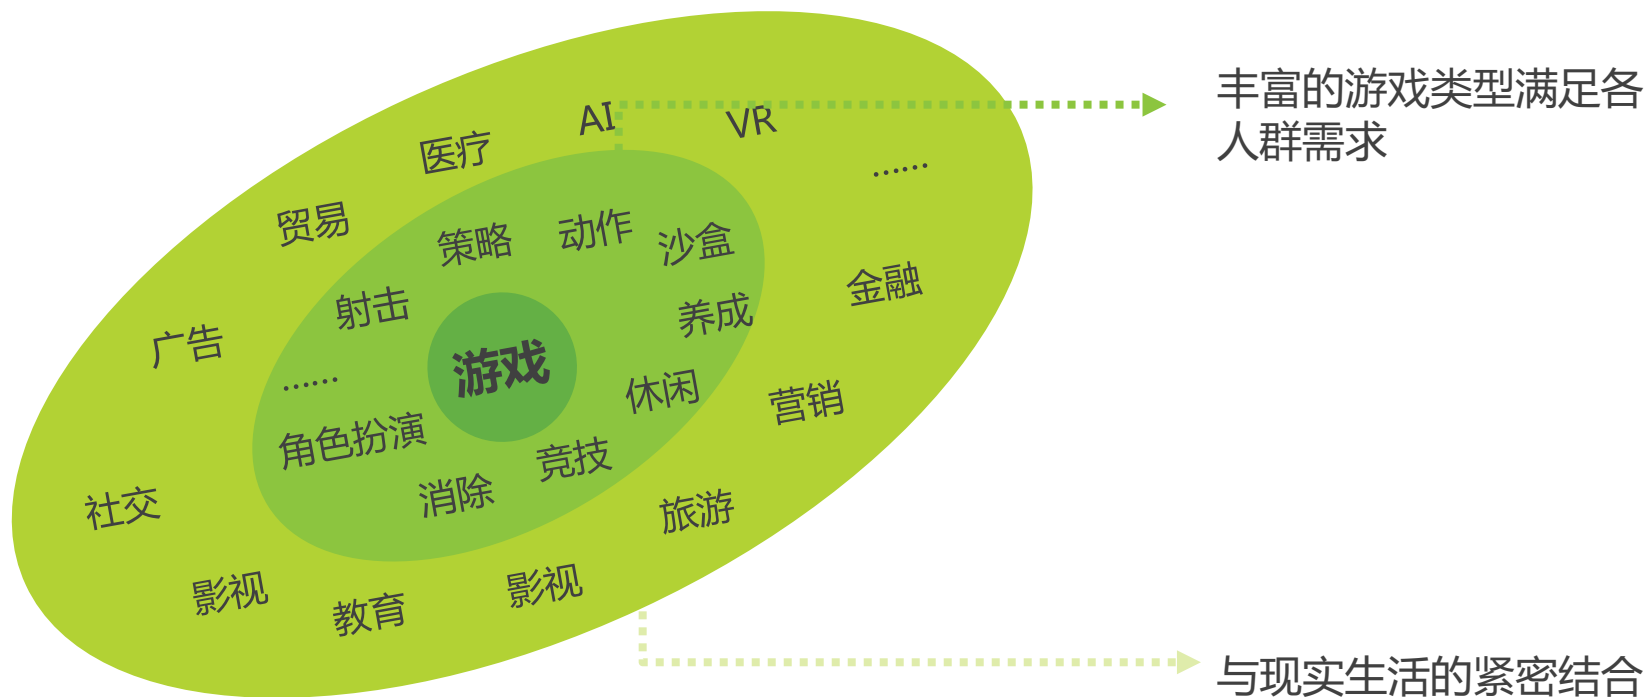 丰富的游戏类型满足各
人群需求
AI
VR
医疗
……
贸易
策略
动作
沙盒
金融
射击
养成
广告
游戏
……
休闲
营销
角色扮演
竞技
消除
社交
旅游
影视
教育
影视
与现实生活的紧密结合